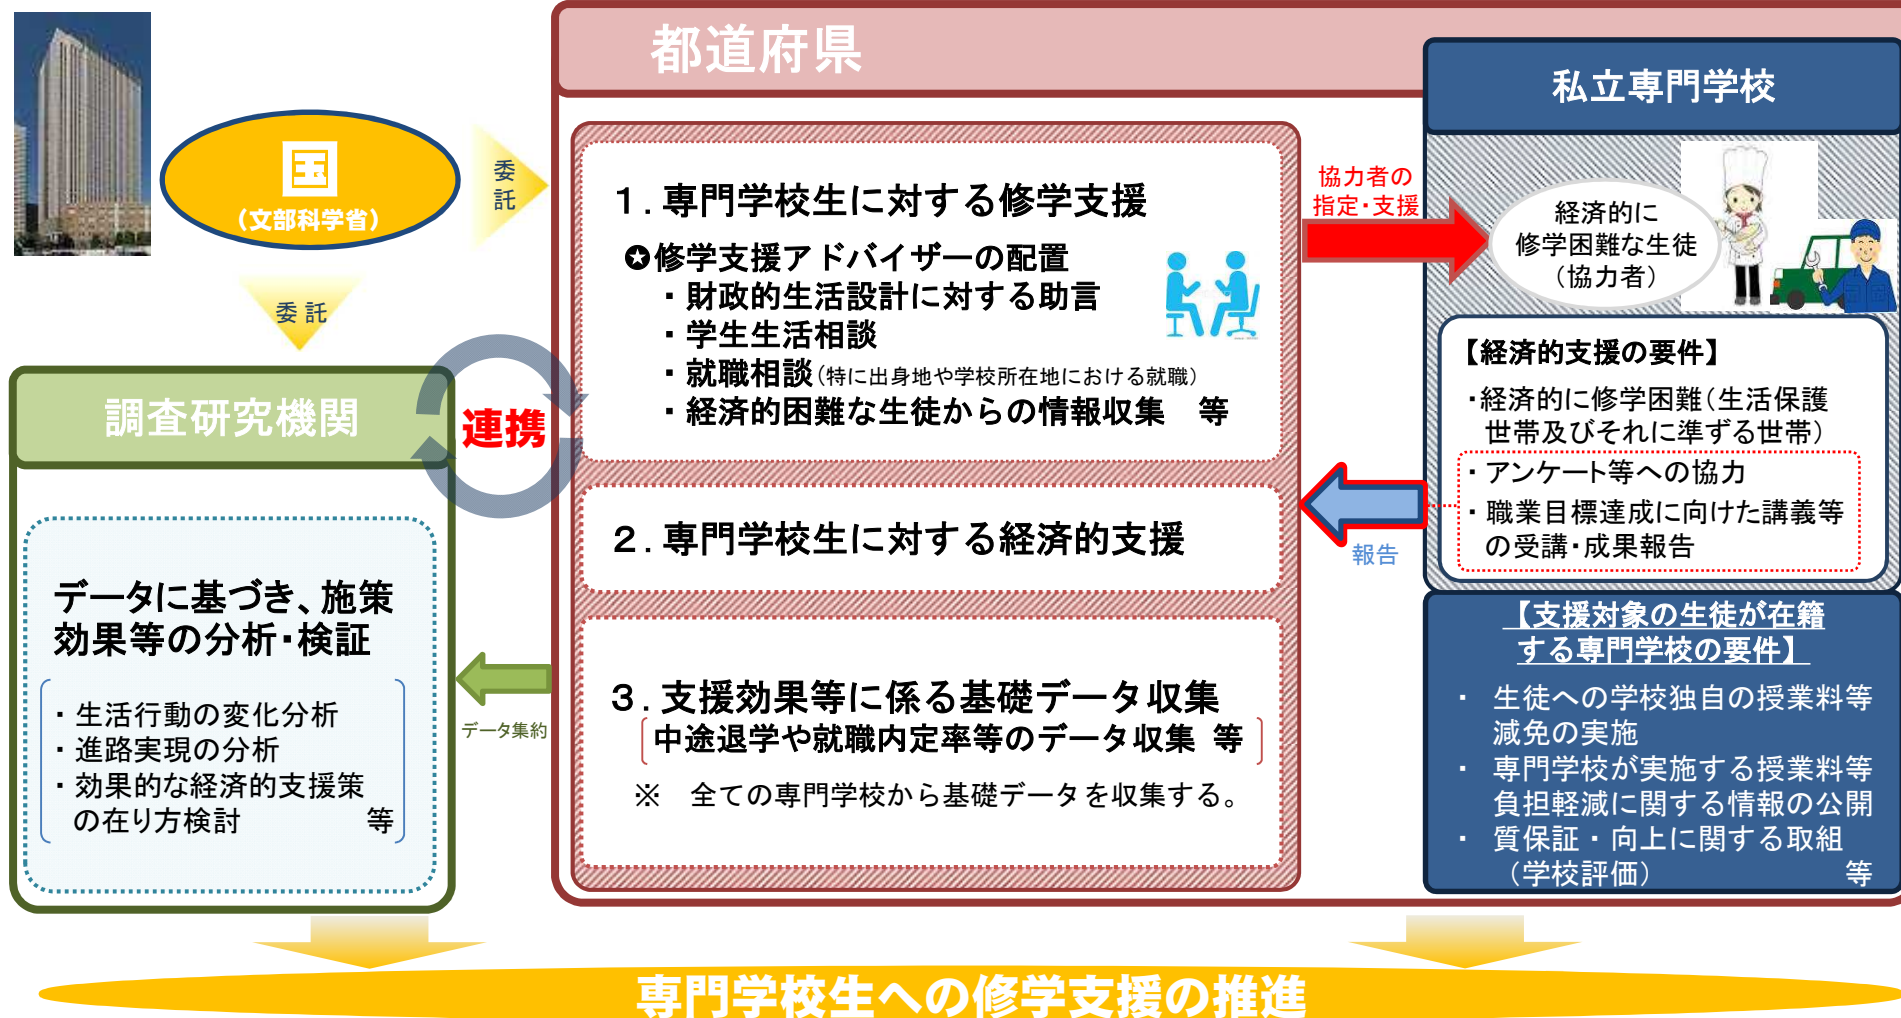 都道府県
私立専門学校
国
(文部科学省)
委託
委託
1.専門学校生に対する修学支援
✪修学支援アドバイザーの配置
・財政的生活設計に対する助言
・学生生活相談
・就職相談(特に出身地や学校所在地における就職)
・経済的困難な生徒からの情報収集 等
協力者の
指定・支援
経済的に
修学困難な生徒
(協力者)
【経済的支援の要件】
・経済的に修学困難(生活保護
世帯及びそれに準ずる世帯)
・アンケート等への協力
・職業目標達成に向けた講義等
の受講・成果報告
報告
連携
調査研究機関
データに基づき、施策
効果等の分析・検証
・生活行動の変化分析
・進路実現の分析
・効果的な経済的支援策
の在り方検討 等
データ集約
2.専門学校生に対する経済的支援
3.支援効果等に係る基礎データ収集
中途退学や就職内定率等のデータ収集 等
※ 全ての専門学校から基礎データを収集する。
【支援対象の生徒が在籍
する専門学校の要件】
・ 生徒への学校独自の授業料等
減免の実施
・ 専門学校が実施する授業料等
負担軽減に関する情報の公開
・ 質保証・向上に関する取組
(学校評価) 等
専門学校生への修学支援の推進